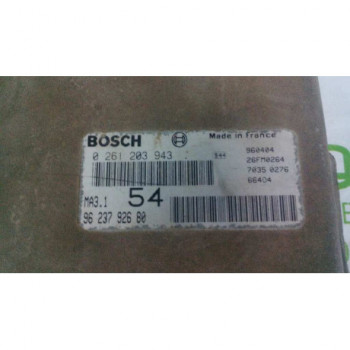 BOSCH
Made in France
0 261 203 943
960404
26FM0264
7035 0276
66404
MA3.1
54
96 237 926 80